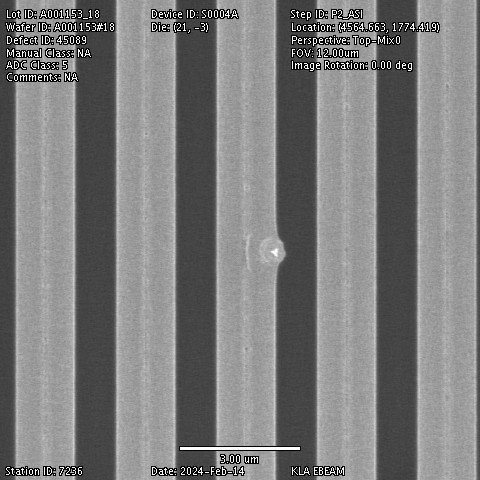 Lot ID: A001153_18
Wafer ID: A001153#18
Defect ID: 45089
Manual Class: NA
ADC Class: 5
Comments: NA
Device ID: S0004A
Die: (21, -3)
Step ID: P2_ASI
Location: (4564.663, 1774.419)
Perspective: Top-Mix0
FOV: 12.00um
Image Rotation: 0.00 deg
3.00 um
Station ID: 7236
Date: 2024-Feb-14
KLA EBEAM